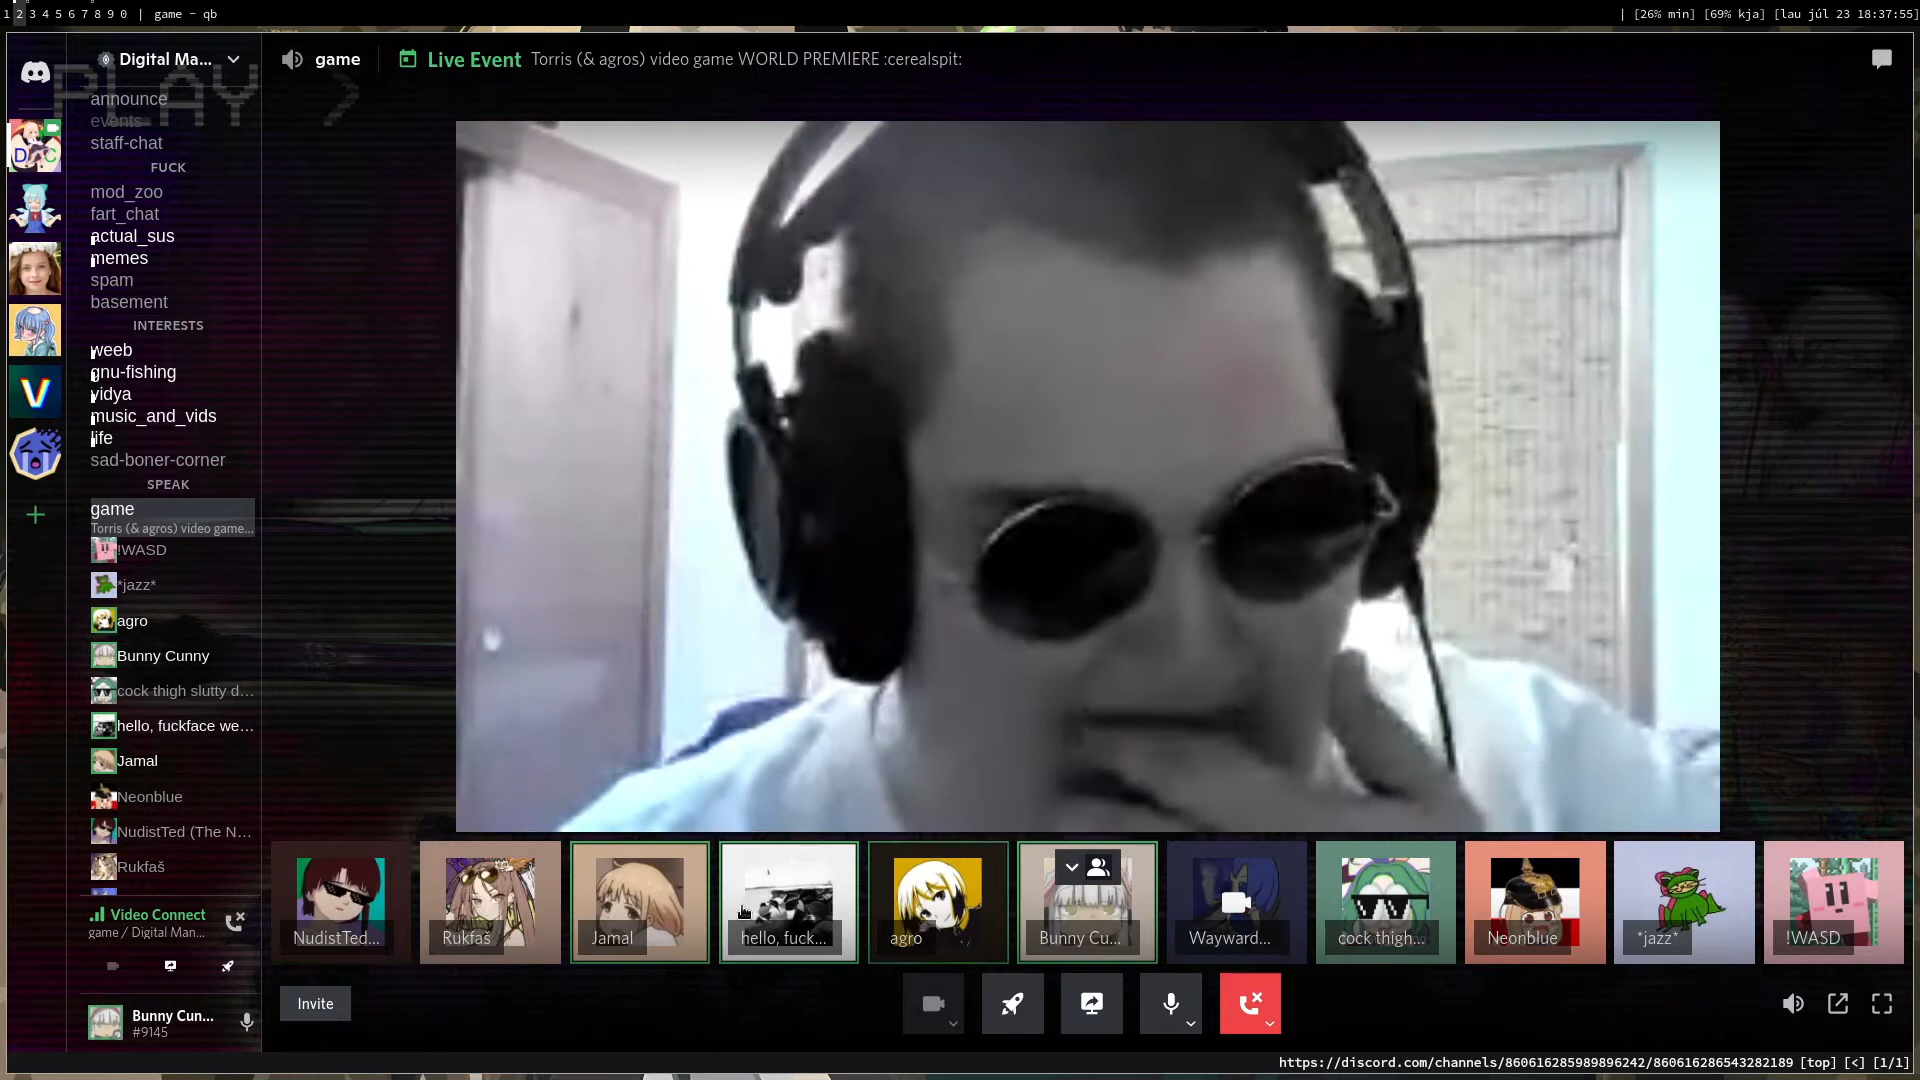 1 2 3 4 5 6 7 8 9 0 | game - qb
| [26% min] [69% kja] [lau júl 23 18:37:55]
Digital Ma...
PLAY >
announce
events
staff-chat
FUCK
mod_zoo
fart_chat
actual_sus
memes
spam
basement
INTERESTS
weeb
gnu-fishing
vidya
music_and_vids
life
sad-boner-corner
SPEAK
game
Torris (& agros) video game...
!WASD
*jazz*
agro
Bunny Cunny
cock thigh slutty d...
hello, fuckface we...
Jamal
Neonblue
NudistTed (The N...
Rukfaš
Video Connect
game / Digital Man...
Bunny Cun...
#9145
D C
V
game
Live Event Torris (& agros) video game WORLD PREMIERE :cerealspit:
NudistTed...
Rukfaš
Jamal
hello, fuck...
agro
Bunny Cu...
Wayward...
cock thigh...
Neonblue
*jazz*
!WASD
Invite
https://discord.com/channels/860616285989896242/860616286543282189 [top] [<] [1/1]